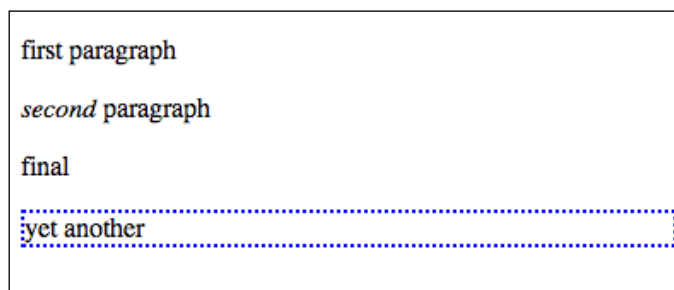 first paragraph
second paragraph
final
yet another